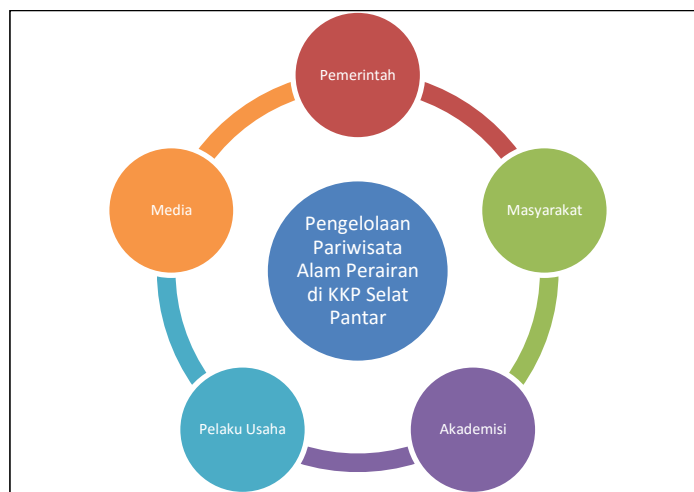 Pemerintah
Media
Masyarakat
Pengelolaan
Pariwisata
Alam Perairan
di KKP Selat
Pantar
Pelaku Usaha
Akademisi